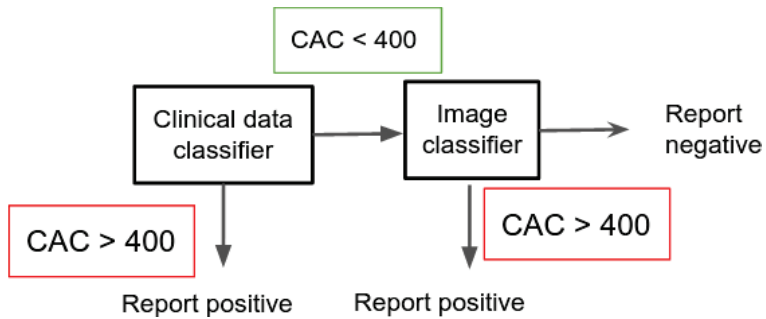 CAC < 400
Clinical data
classifier
Image
classifier
Report
negative
CAC > 400
CAC > 400
Report positive
Report positive